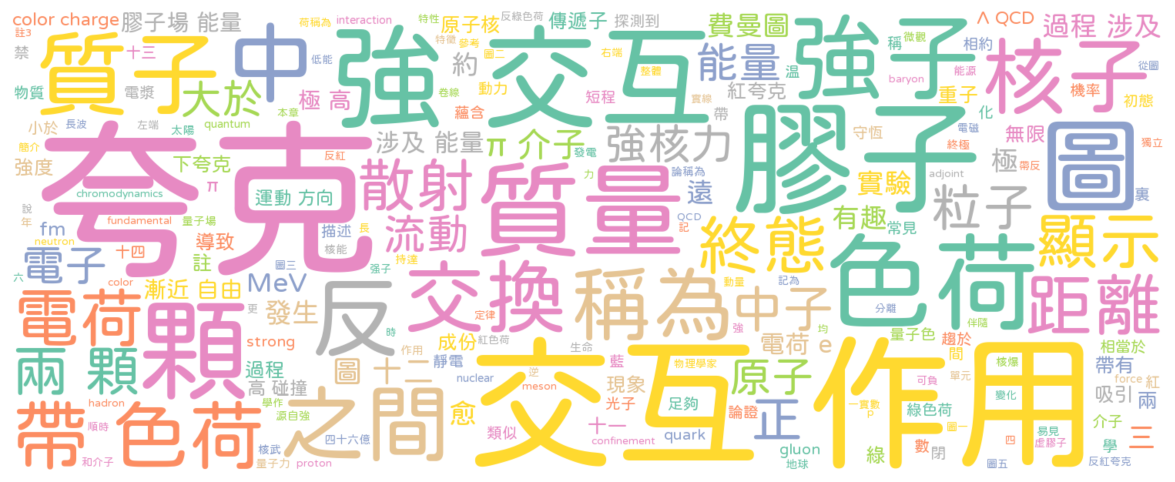 color charge
膠子場 能量
荷稱為
interaction
特性
原子核
反綠色荷
傳遞子
探測到
費曼圖
Λ QCD
過程 涉及
註3
十三
特徵
參考
圖二
右端
稱
微觀
相約
從圖
禁
質子
中
強
交互
能量
強子
核子
低能
約
整體
温
能源
物質
電漿
大於
極 高
動力
卷線
短程
紅夸克
baryon
重子
機率
初態
本章
蘊含
實線
帶
化
小於
長波
左端
太陽
quantum
涉及 能量
π 介子
強核力
膠子
守恆
電磁
無限
圖
獨立
簡介
反紅
發電
終極
強度
夸克
下夸克
散射
質量
力
論稱為
極
帶反
π
遠
實驗
adjoint
chromodynamics
運動 方向
粒子
裏
說
年
fundamental
量子場
流動
有趣
常見
QCD
記
fm
neutron
導致
描述
長
終態
色荷
顯示
十四
電子
註
核能
六
color
圖三
强子
持達
MeV
交換
稱為
中子
動量
記為
分離
距離
漸近 自由
電荷
顆
發生
反
更
定律
強
均
量子色
伴隨
strong
時
成份
紅色荷
生命
電荷 e
趨於
相當於
兩 顆
過程
圖 十二
作用
靜電
藍
物理學家
間
核爆
帶有
高 碰撞
逆
nuclear
meson
現象
原子
可負
單元
force
紅
hadron
學作
之間
愈
交互
光子
足夠
正
一實數
變化
作用
吸引
兩
帶 色荷
順時
源自強
論證
P
綠色荷
圖一
介子
核武
四十六億
類似
十一
quark
數
四
易見
三
confinement
gluon
閉
虛膠子
學
和介子
量子力
proton
地球
綠
圖五
反紅夸克